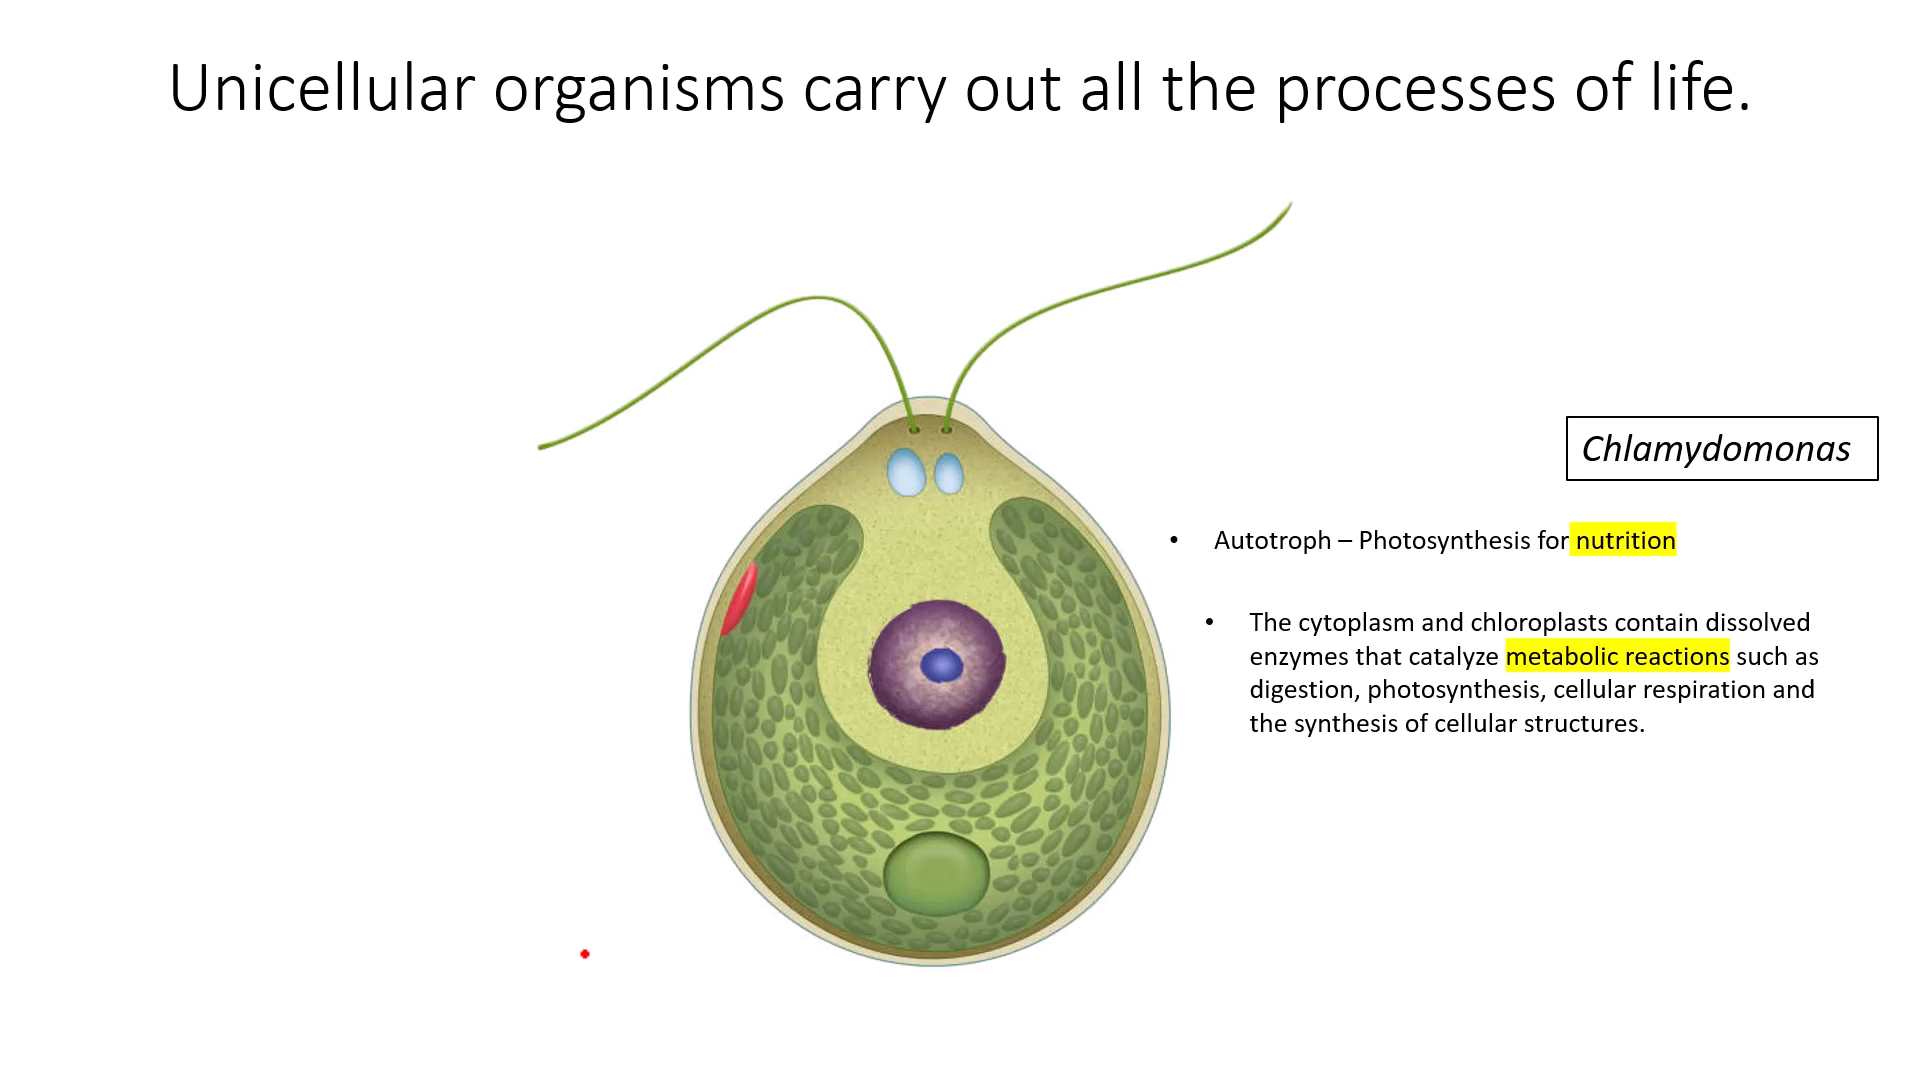 Unicellular organisms carry out all the processes of life.
Chlamydomonas
• Autotroph – Photosynthesis for nutrition
• The cytoplasm and chloroplasts contain dissolved
enzymes that catalyze metabolic reactions such as
digestion, photosynthesis, cellular respiration and
the synthesis of cellular structures.